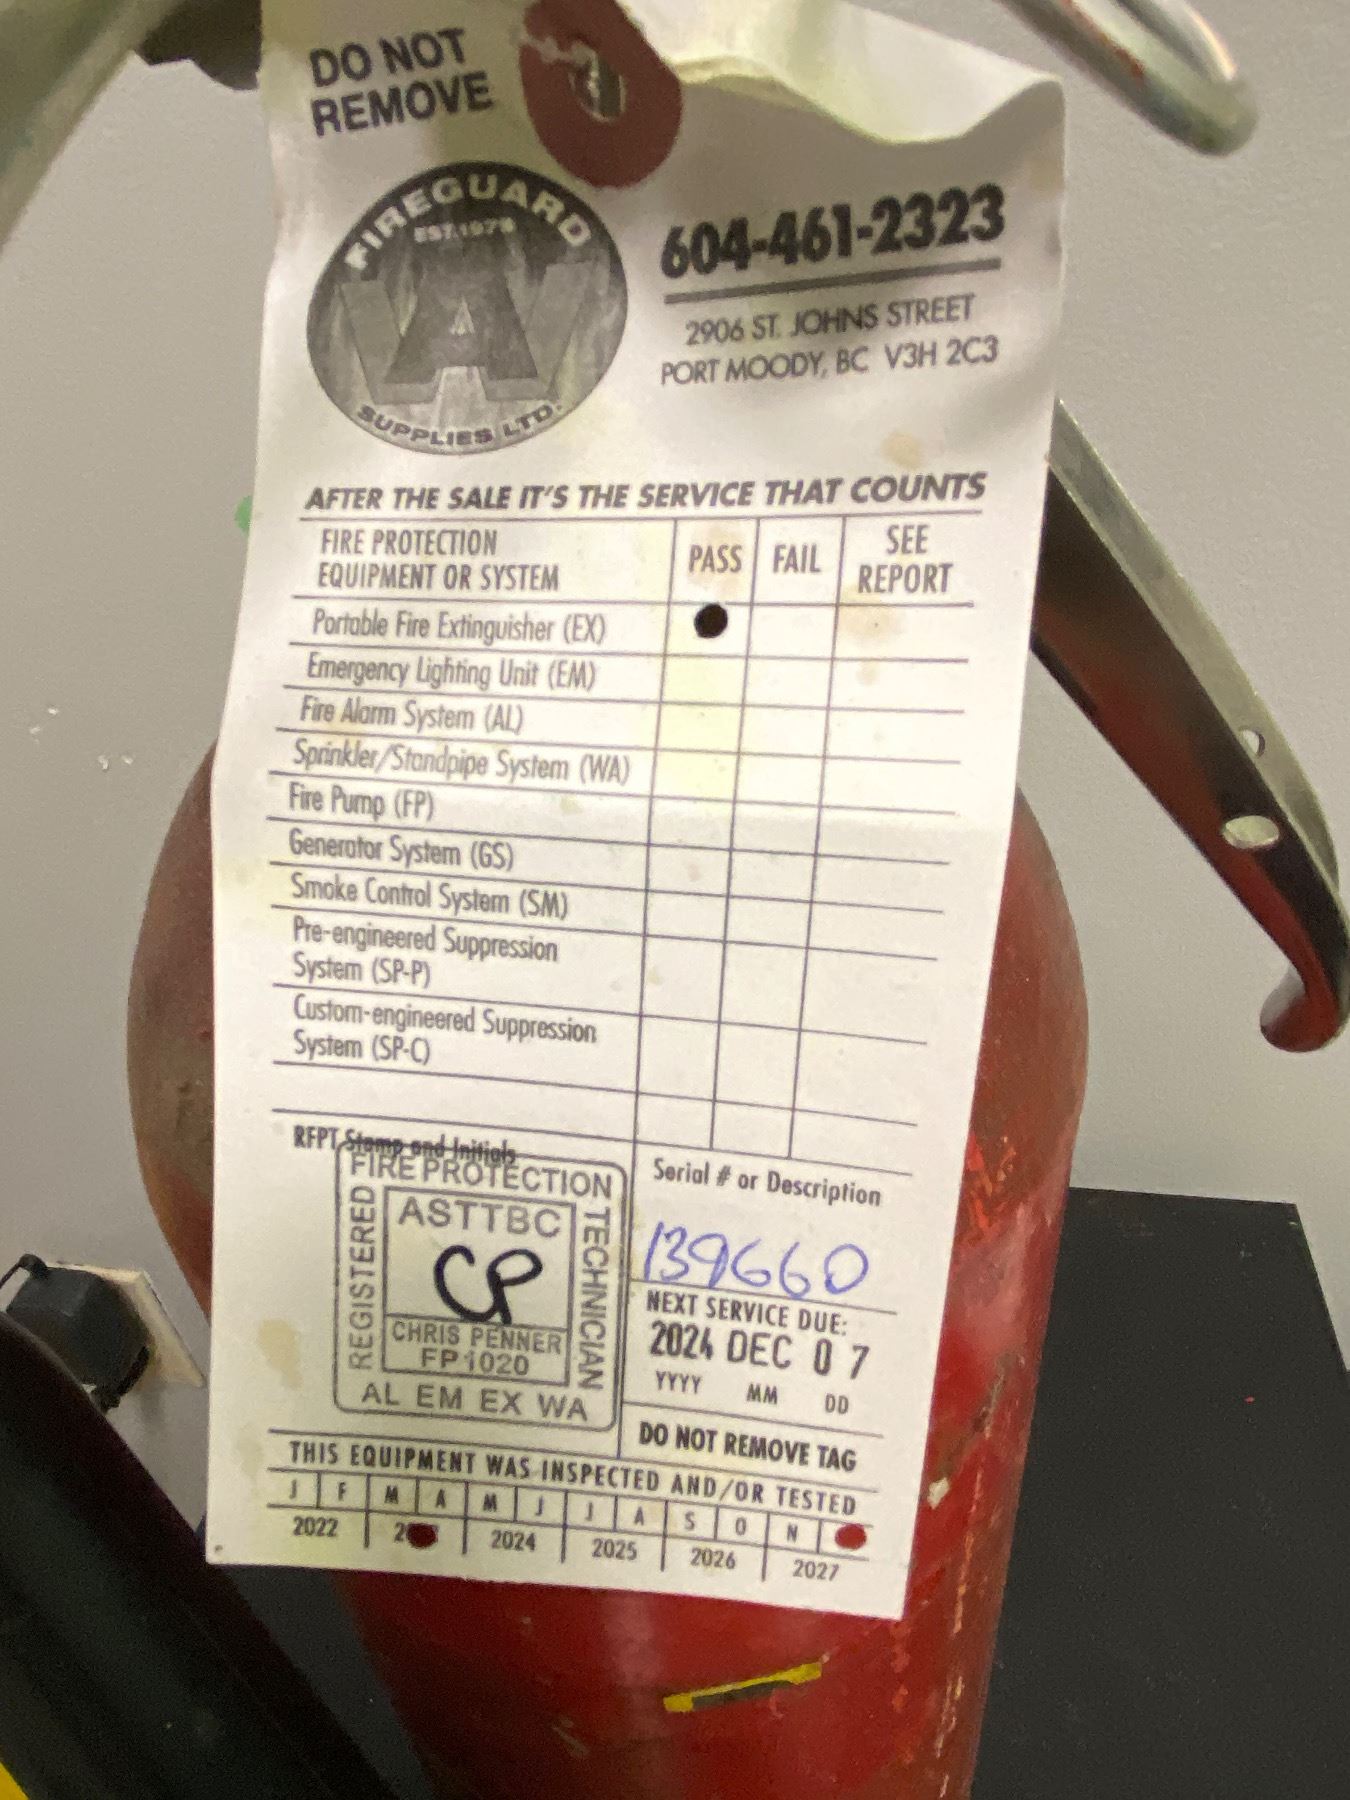 DO NOT
REMOVE
FIREGUARD
EST. 1978
SUPPLIES LTD.
604-461-2323
2906 ST. JOHNS STREET
PORT MOODY, BC V3H 2C3
AFTER THE SALE IT'S THE SERVICE THAT COUNTS
FIRE PROTECTION
EQUIPMENT OR SYSTEM
PASS
FAIL
SEE
REPORT
Portable Fire Extinguisher (EX)
Emergency Lighting Unit (EM)
Fire Alarm System (AL)
Sprinkler/Standpipe System (WA)
Fire Pump (FP)
Generator System (GS)
Smoke Control System (SM)
Pre-engineered Suppression
System (SP-P)
Custom-engineered Suppression
System (SP-C)
RFPT Stamp and Initials
FIRE PROTECTION
REGISTERED
TECHNICIAN
ASTTBC
CP
CHRIS PENNER
FP1020
AL EM EX WA
Serial # or Description
139660
NEXT SERVICE DUE:
2024 DEC 07
YYYY MM DD
DO NOT REMOVE TAG
THIS EQUIPMENT WAS INSPECTED AND/OR TESTED
J F M A M J J A S O N
2022 2 2024 2025 2026 2027